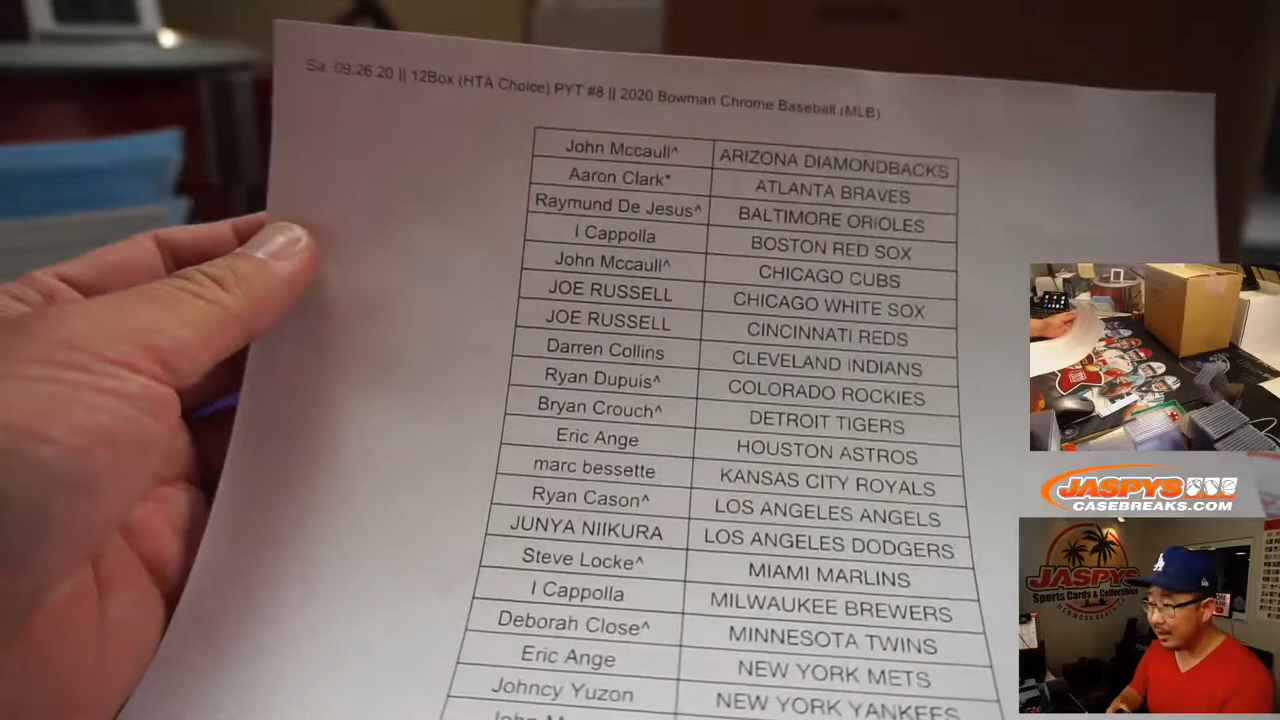 Sa. 09.26.20 || 12Box (HTA Choice) PYT #8 || 2020 Bowman Chrome Baseball (MLB)
John Mccaull^ ARIZONA DIAMONDBACKS
Aaron Clark* ATLANTA BRAVES
Raymund De Jesus^ BALTIMORE ORIOLES
I Cappolla BOSTON RED SOX
John Mccaull^ CHICAGO CUBS
JOE RUSSELL CHICAGO WHITE SOX
JOE RUSSELL CINCINNATI REDS
Darren Collins CLEVELAND INDIANS
Ryan Dupuis^ COLORADO ROCKIES
Bryan Crouch^ DETROIT TIGERS
Eric Ange HOUSTON ASTROS
marc bessette KANSAS CITY ROYALS
Ryan Cason^ LOS ANGELES ANGELS
JUNYA NIIKURA LOS ANGELES DODGERS
Steve Locke^ MIAMI MARLINS
I Cappolla MILWAUKEE BREWERS
Deborah Close^ MINNESOTA TWINS
Eric Ange NEW YORK METS
Johncy Yuzon NEW YORK YANKEES
John
JASPYS
CASEBREAKS.COM
JASPYS
Sports Cards & Collectibles
HERMOSA BEACH